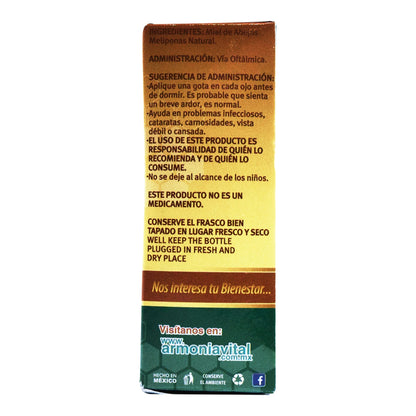 INGREDIENTES: Miel de Abejas
Meliponas Natural.
ADMINISTRACIÓN: Vía Oftálmica.
SUGERENCIA DE ADMINISTRACIÓN:
•Aplique una gota en cada ojo antes
de dormir. Es probable que sienta
un breve ardor, es normal.
•Ayuda en problemas infecciosos,
cataratas, carnosidades, vista
débil o cansada.
•EL USO DE ESTE PRODUCTO ES
RESPONSABILIDAD DE QUIÉN LO
RECOMIENDA Y DE QUIÉN LO
CONSUME.
•No se deje al alcance de los niños.
ESTE PRODUCTO NO ES UN
MEDICAMENTO.
CONSERVE EL FRASCO BIEN
TAPADO EN LUGAR FRESCO Y SECO
WELL KEEP THE BOTTLE
PLUGGED IN FRESH AND
DRY PLACE
Nos interesa tu Bienestar...
Visítanos en:
www.
armoniavital
.com.mx
HECHO EN
MÉXICO
CONSERVE
EL AMBIENTE
f